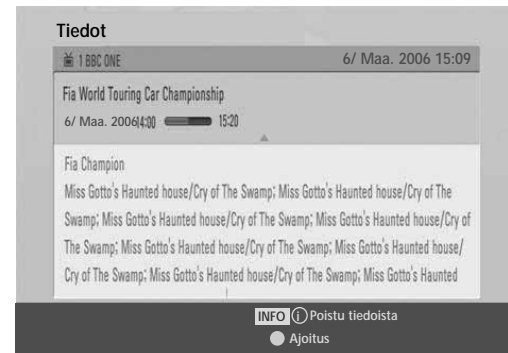 Tiedot
1 BBC ONE 6/ Maa. 2006 15:09
Fia World Touring Car Championship
6/ Maa. 2006 14:00 15:20
Fia Champion
Miss Gotto's Haunted house/Cry of The Swamp; Miss Gotto's Haunted house/Cry of The
Swamp; Miss Gotto's Haunted house/Cry of The Swamp; Miss Gotto's Haunted house/Cry of
The Swamp; Miss Gotto's Haunted house/Cry of The Swamp; Miss Gotto's Haunted house/
Cry of The Swamp; Miss Gotto's Haunted house/Cry of The Swamp; Miss Gotto's Haunted
INFO i Poistu tiedoista
Ajoitus